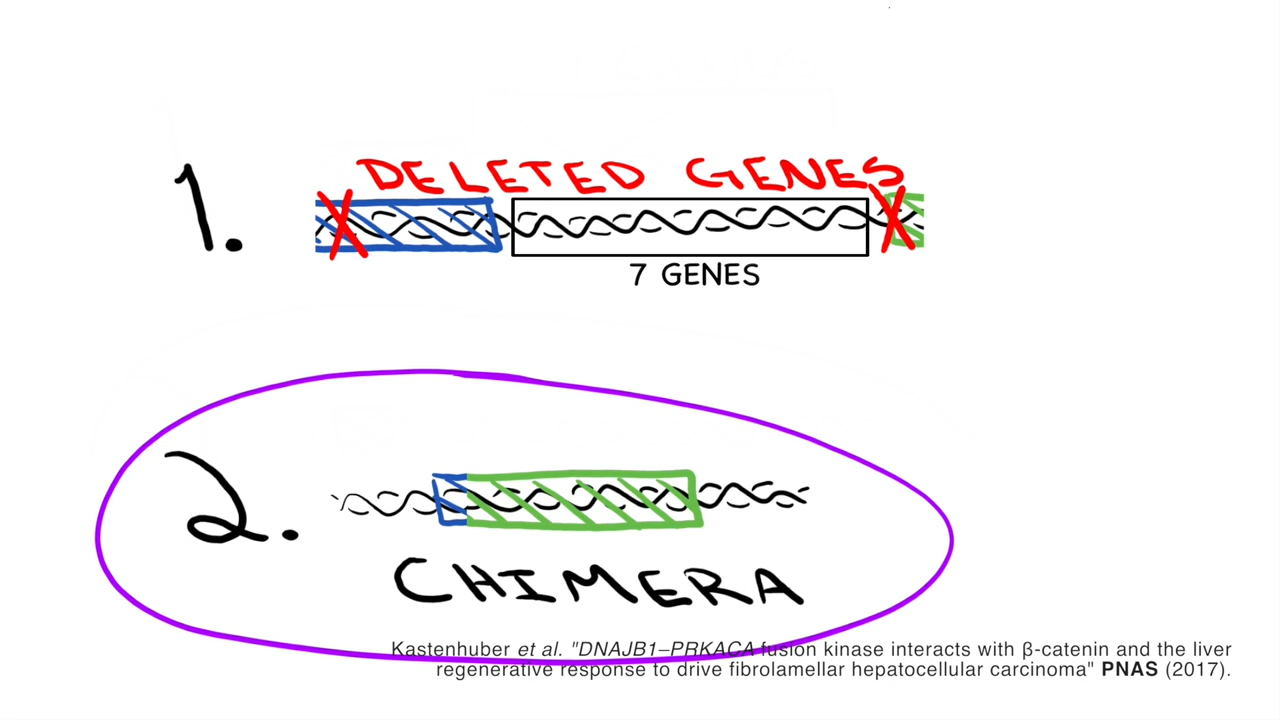 DELETED GENES
1.
7 GENES
2.
CHIMERA
Kastenhuber et al. "DNAJB1–PRKACA fusion kinase interacts with β-catenin and the liver
regenerative response to drive fibrolamellar hepatocellular carcinoma" PNAS (2017).